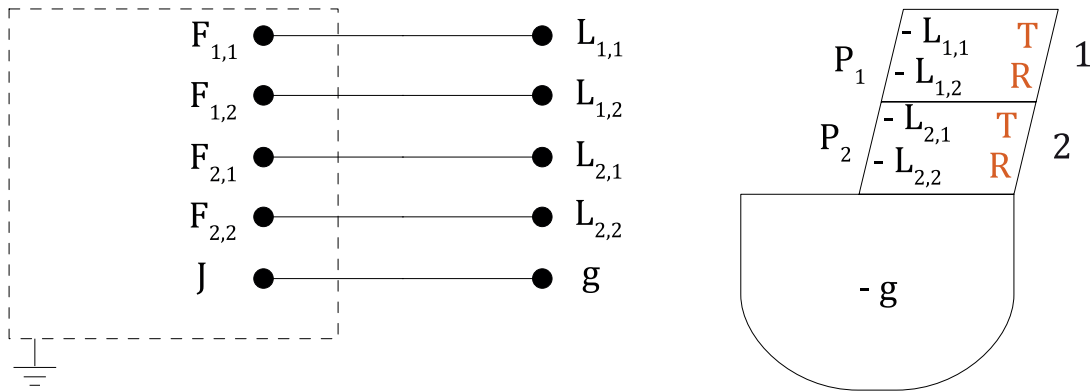 F1,1 L1,1
F1,2 L1,2
F2,1 L2,1
F2,2 L2,2
J g
P1 - L1,1 T 1
- L1,2 R
P2 - L2,1 T 2
- L2,2 R
- g